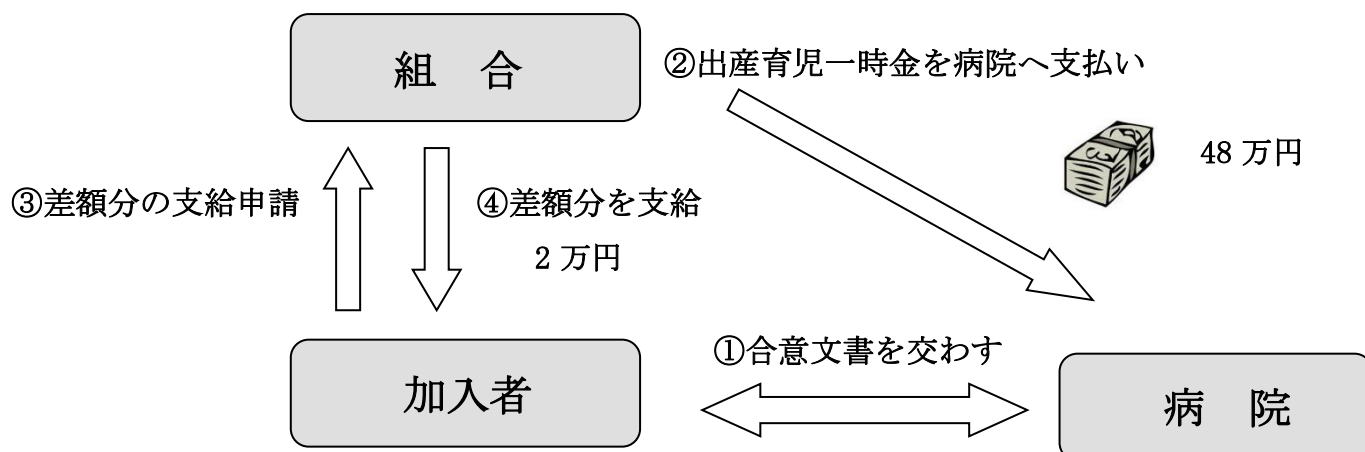 組　合
②出産育児一時金を病院へ支払い
48 万円
③差額分の支給申請
④差額分を支給
2 万円
①合意文書を交わす
加入者
病　院